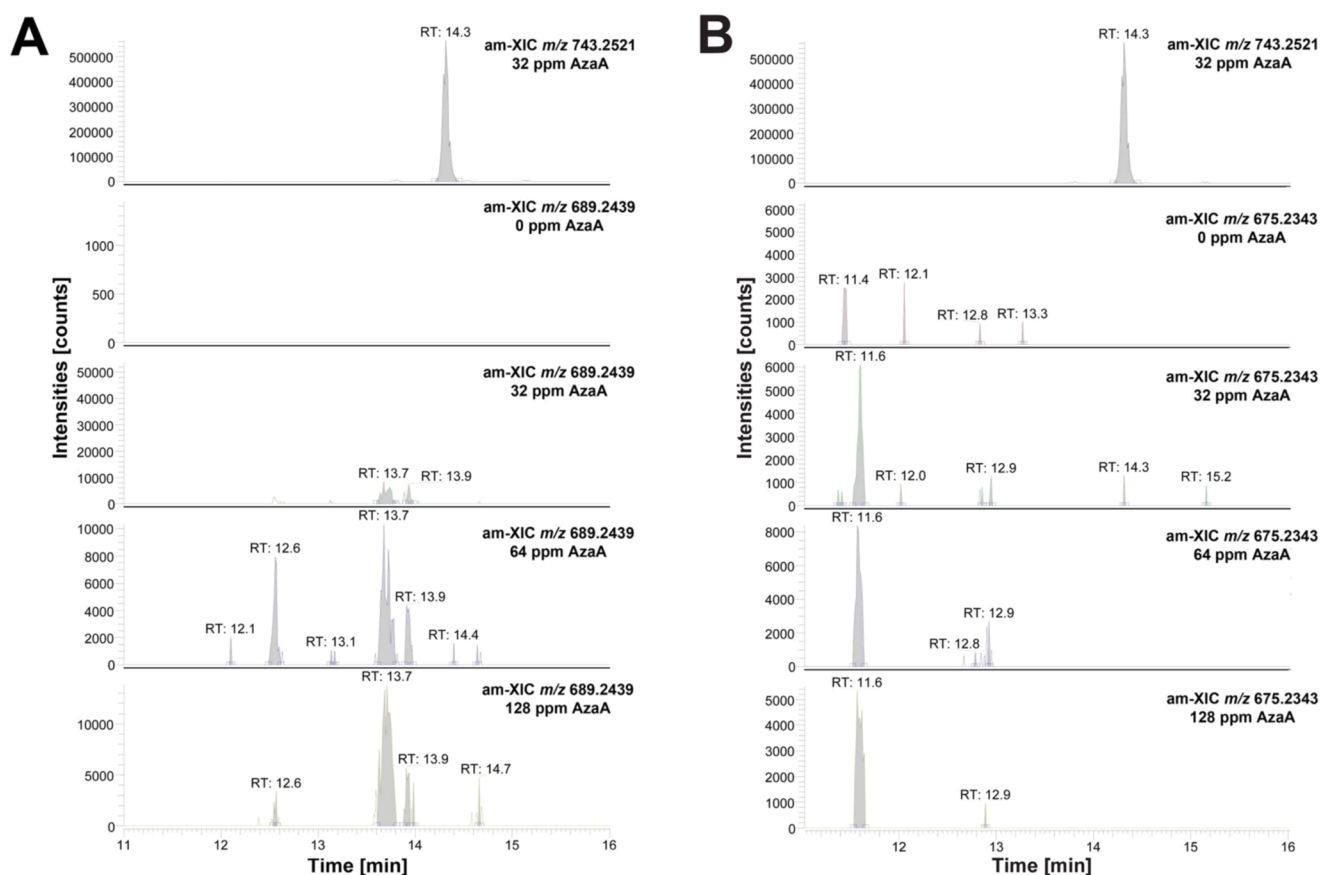 A
B
Intensities [counts]
RT: 14.3
am-XIC m/z 743.2521
32 ppm AzaA
500000
400000
300000
200000
100000
0
am-XIC m/z 689.2439
0 ppm AzaA
1000
500
0
am-XIC m/z 689.2439
32 ppm AzaA
50000
40000
30000
20000
10000
0
RT: 13.7
RT: 13.9
am-XIC m/z 689.2439
64 ppm AzaA
10000
8000
6000
4000
2000
0
RT: 12.1
RT: 12.6
RT: 13.1
RT: 13.7
RT: 13.9
RT: 14.4
am-XIC m/z 689.2439
128 ppm AzaA
10000
5000
0
RT: 12.6
RT: 13.7
RT: 13.9
RT: 14.7
11 12 13 14 15 16
Time [min]
Intensities [counts]
RT: 14.3
am-XIC m/z 743.2521
32 ppm AzaA
500000
400000
300000
200000
100000
0
am-XIC m/z 675.2343
0 ppm AzaA
6000
5000
4000
3000
2000
1000
0
RT: 11.4
RT: 12.1
RT: 12.8
RT: 13.3
am-XIC m/z 675.2343
32 ppm AzaA
6000
5000
4000
3000
2000
1000
0
RT: 11.6
RT: 12.0
RT: 12.9
RT: 14.3
RT: 15.2
am-XIC m/z 675.2343
64 ppm AzaA
8000
6000
4000
2000
0
RT: 11.6
RT: 12.8
RT: 12.9
am-XIC m/z 675.2343
128 ppm AzaA
5000
4000
3000
2000
1000
0
RT: 11.6
RT: 12.9
12 13 14 15 16
Time [min]